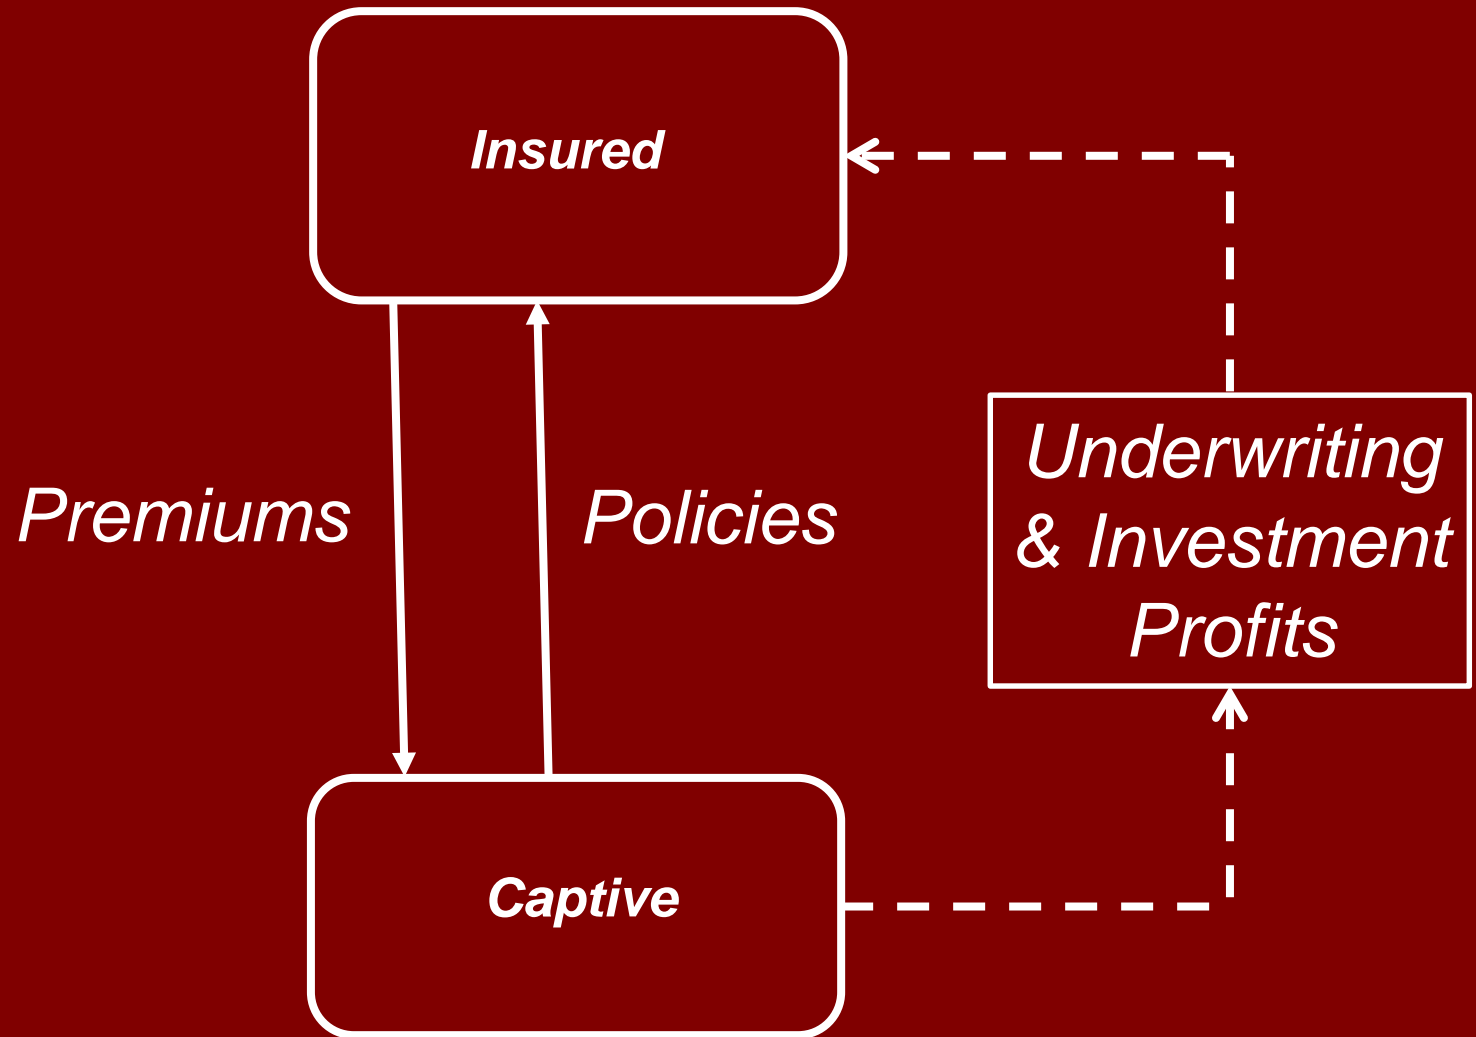 Insured
Premiums
Policies
Underwriting
& Investment
Profits
Captive